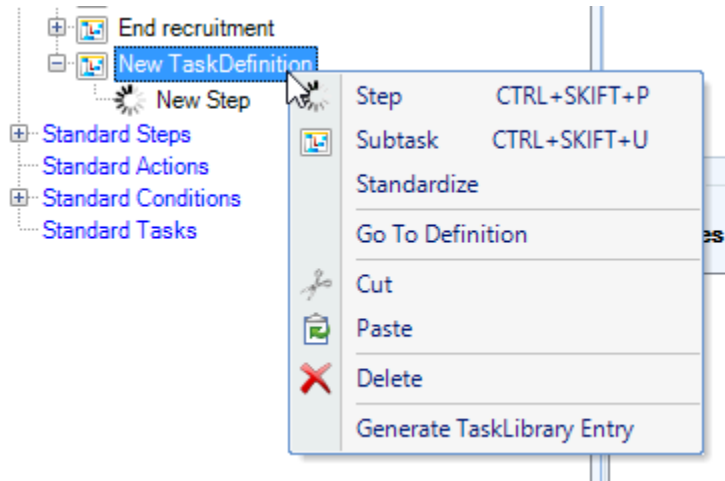 End recruitment
New TaskDefinition
New Step
Standard Steps
Standard Actions
Standard Conditions
Standard Tasks
Step CTRL+SKIFT+P
Subtask CTRL+SKIFT+U
Standardize
Go To Definition
Cut
Paste
Delete
Generate TaskLibrary Entry
es